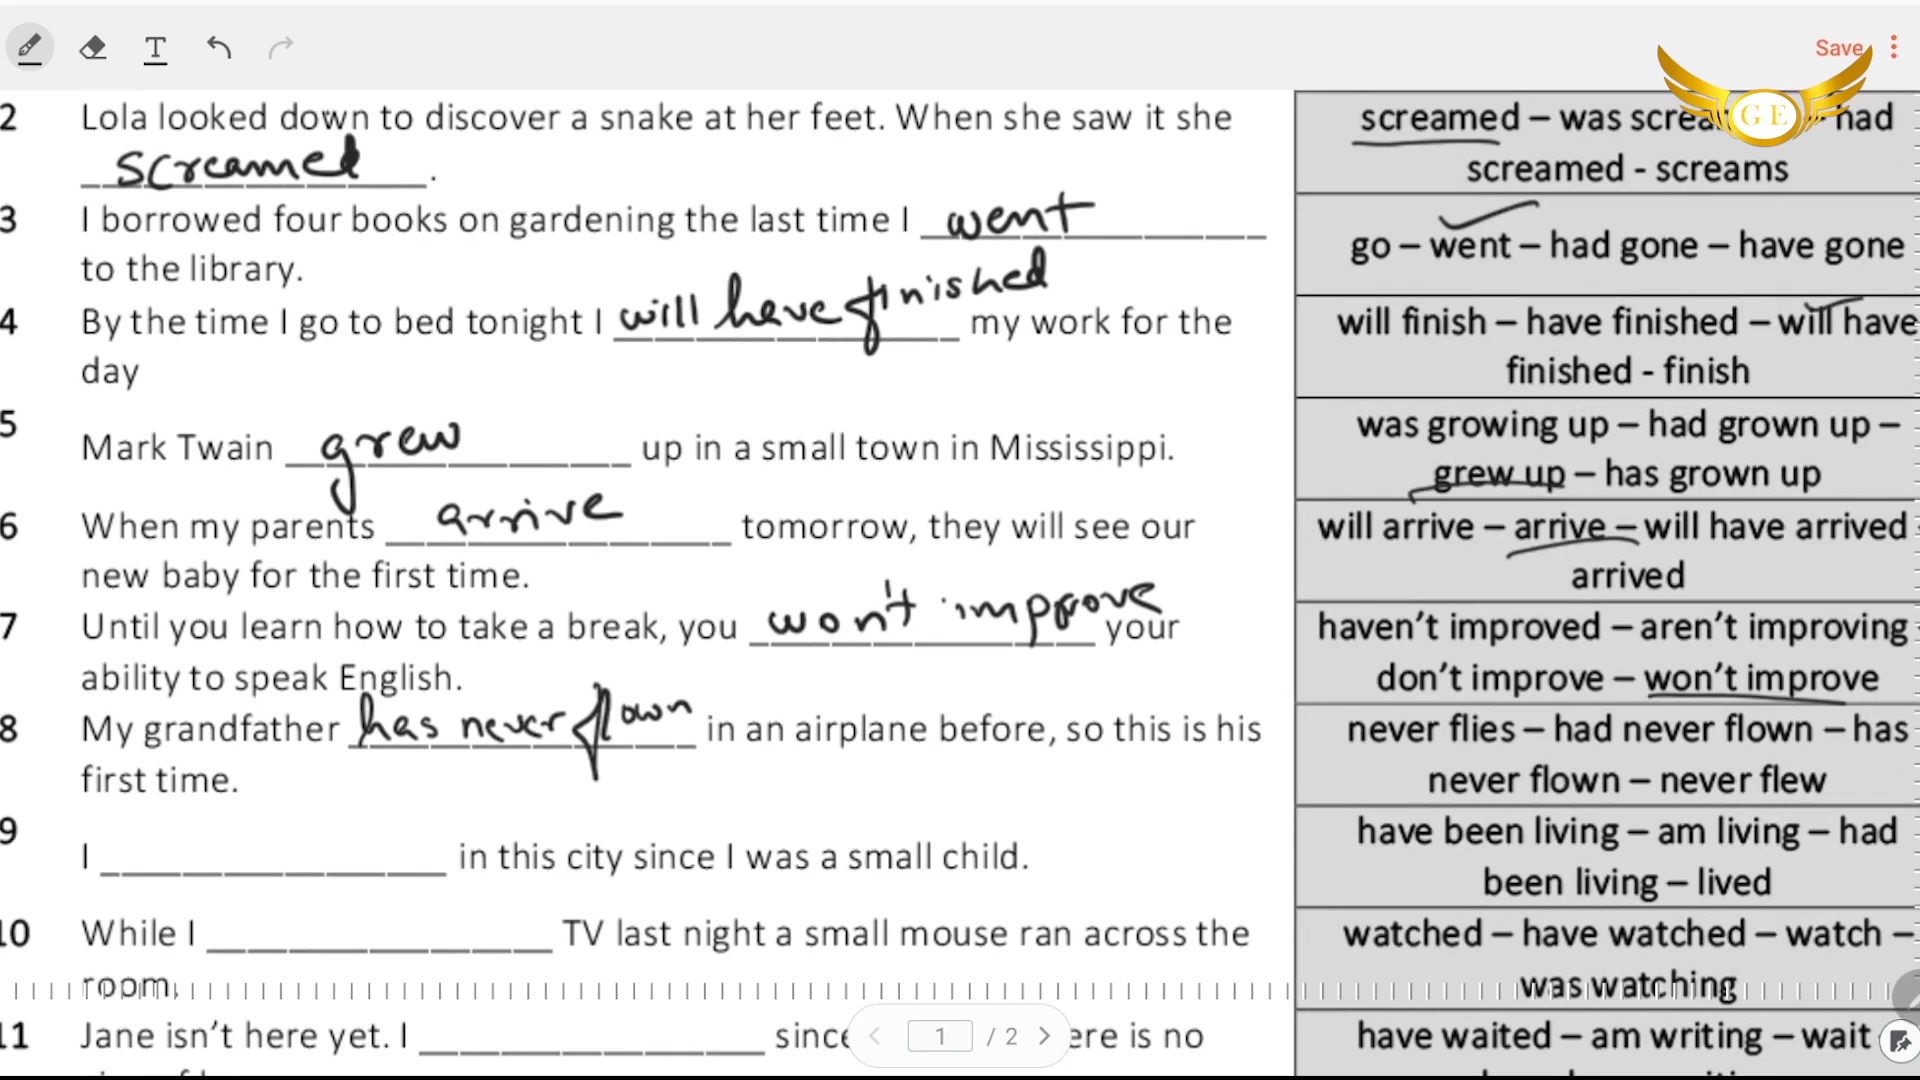 Save
2 Lola looked down to discover a snake at her feet. When she saw it she
screamed.
screamed – was screa had
screamed - screams
G E
3 I borrowed four books on gardening the last time I went
to the library.
go – went – had gone – have gone
4 By the time I go to bed tonight I will have finished my work for the
day
will finish – have finished – will have
finished - finish
5 Mark Twain grew up in a small town in Mississippi.
was growing up – had grown up –
grew up – has grown up
6 When my parents arrive tomorrow, they will see our
new baby for the first time.
will arrive – arrive – will have arrived
arrived
7 Until you learn how to take a break, you won't improve your
ability to speak English.
haven't improved – aren't improving
don't improve – won't improve
8 My grandfather has never flown in an airplane before, so this is his
first time.
never flies – had never flown – has
never flown – never flew
9 I ______ in this city since I was a small child.
have been living – am living – had
been living – lived
10 While I ______ TV last night a small mouse ran across the
room.
watched – have watched – watch –
was watching
11 Jane isn't here yet. I ______ since ere is no
have waited – am writing – wait
1 / 2